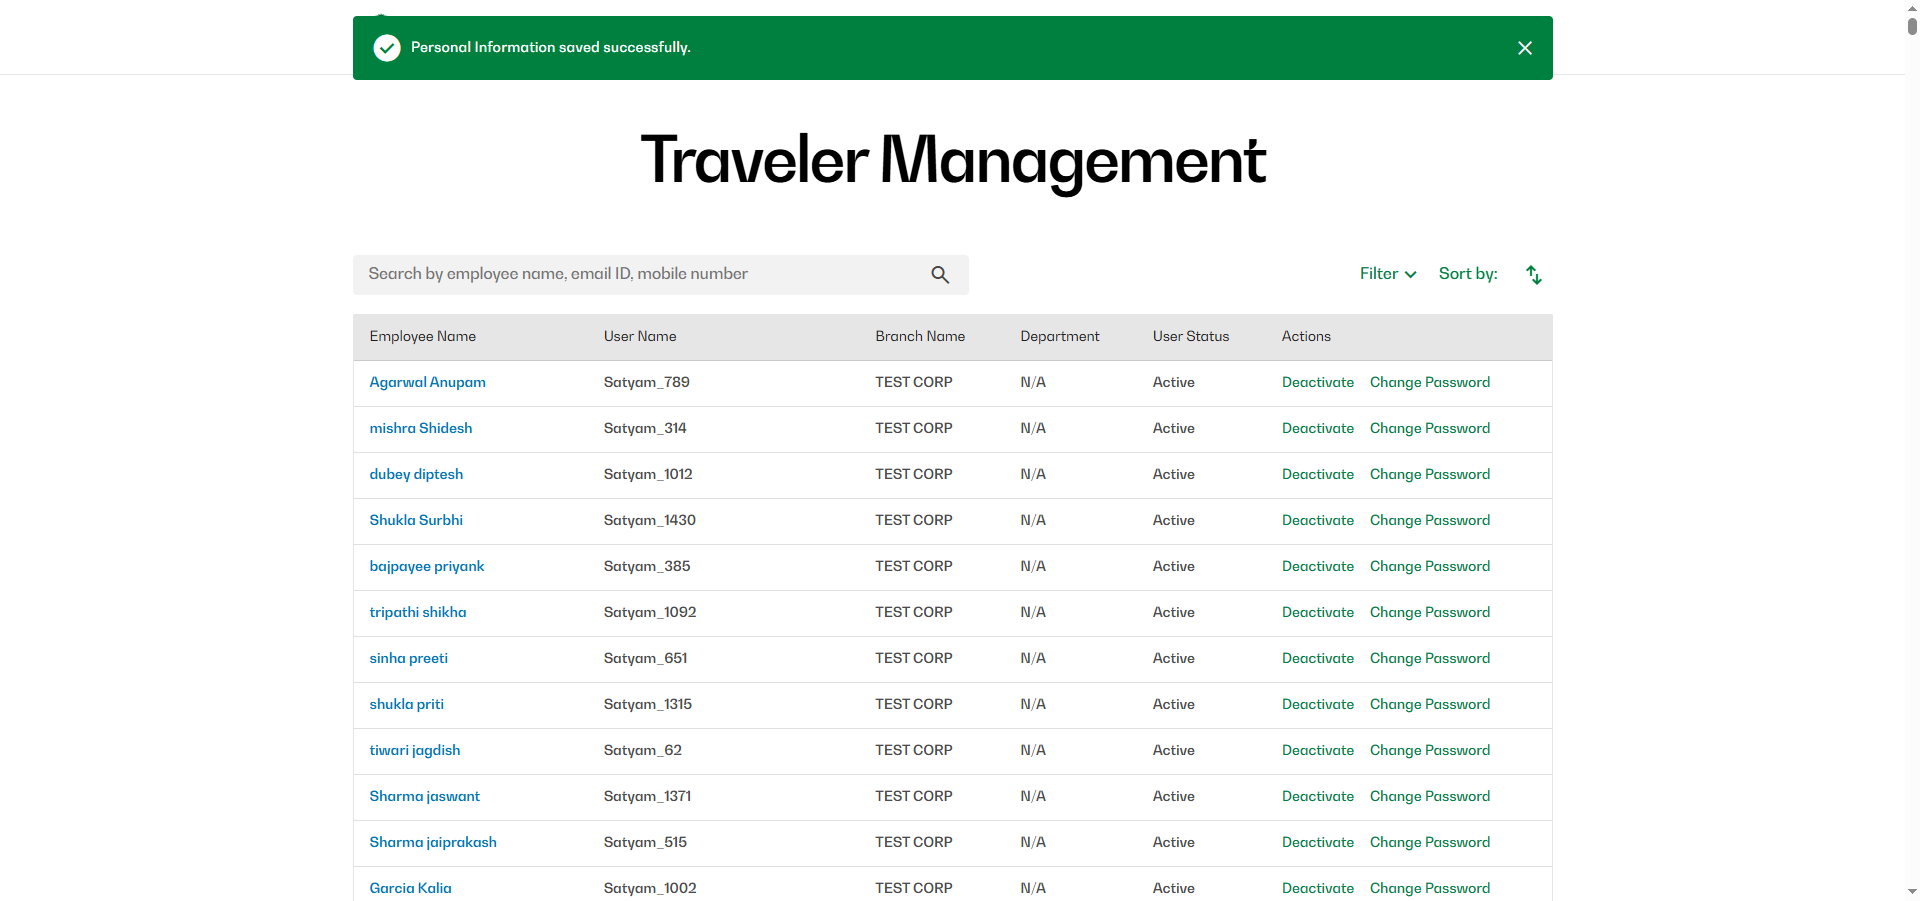 Personal Information saved successfully.
Traveler Management
Search by employee name, email ID, mobile number
Filter Sort by:
Employee Name User Name Branch Name Department User Status Actions
Agarwal Anupam Satyam_789 TEST CORP N/A Active Deactivate Change Password
mishra Shidesh Satyam_314 TEST CORP N/A Active Deactivate Change Password
dubey diptesh Satyam_1012 TEST CORP N/A Active Deactivate Change Password
Shukla Surbhi Satyam_1430 TEST CORP N/A Active Deactivate Change Password
bajpayee priyank Satyam_385 TEST CORP N/A Active Deactivate Change Password
tripathi shikha Satyam_1092 TEST CORP N/A Active Deactivate Change Password
sinha preeti Satyam_651 TEST CORP N/A Active Deactivate Change Password
shukla priti Satyam_1315 TEST CORP N/A Active Deactivate Change Password
tiwari jagdish Satyam_62 TEST CORP N/A Active Deactivate Change Password
Sharma jaswant Satyam_1371 TEST CORP N/A Active Deactivate Change Password
Sharma jaiprakash Satyam_515 TEST CORP N/A Active Deactivate Change Password
Garcia Kalia Satyam_1002 TEST CORP N/A Active Deactivate Change Password